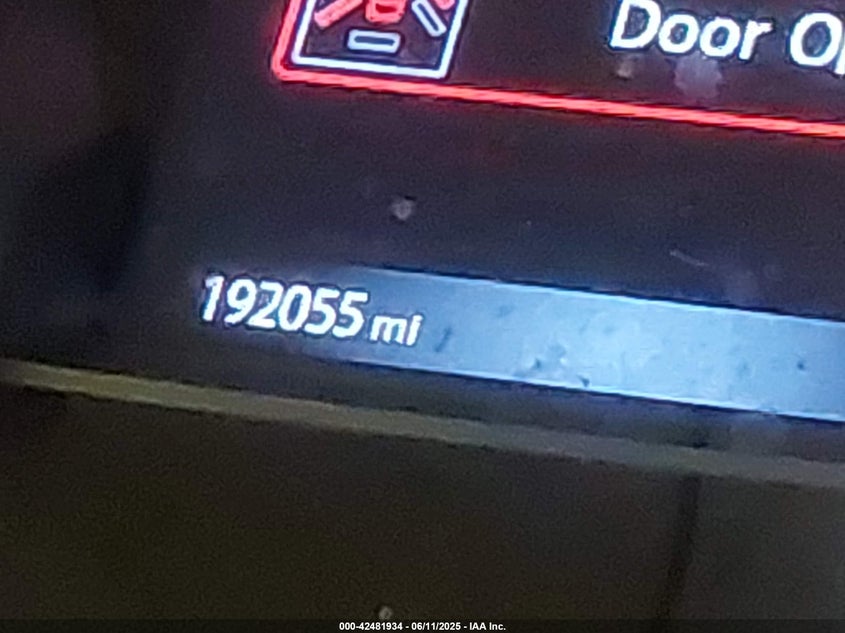 Door
192055 mi
000-42481934 - 06/11/2025 - IAA Inc.